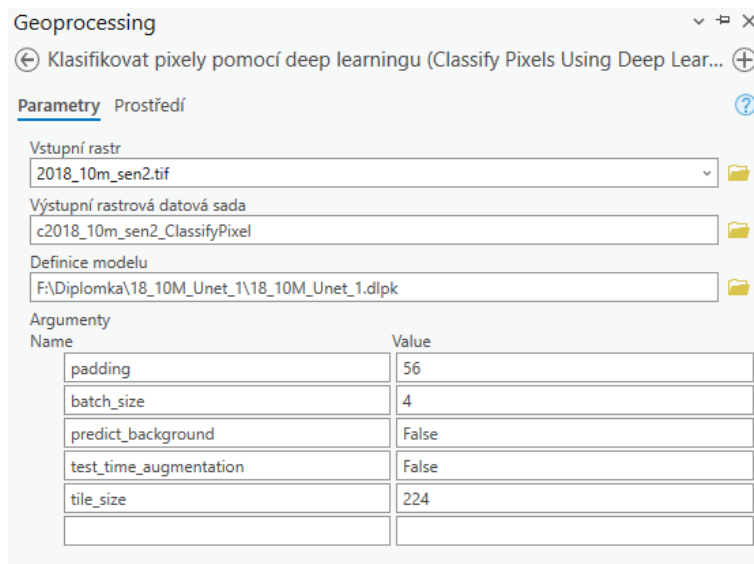 Geoprocessing
Klasifikovat pixely pomocí deep learningu (Classify Pixels Using Deep Lear...
Parametry Prostředí
Vstupní rastr
2018_10m_sen2.tif
Výstupní rastrová datová sada
c2018_10m_sen2_ClassifyPixel
Definice modelu
F:\Diplomka\18_10M_Unet_1\18_10M_Unet_1.dlpk
Argumenty
Name Value
padding 56
batch_size 4
predict_background False
test_time_augmentation False
tile_size 224